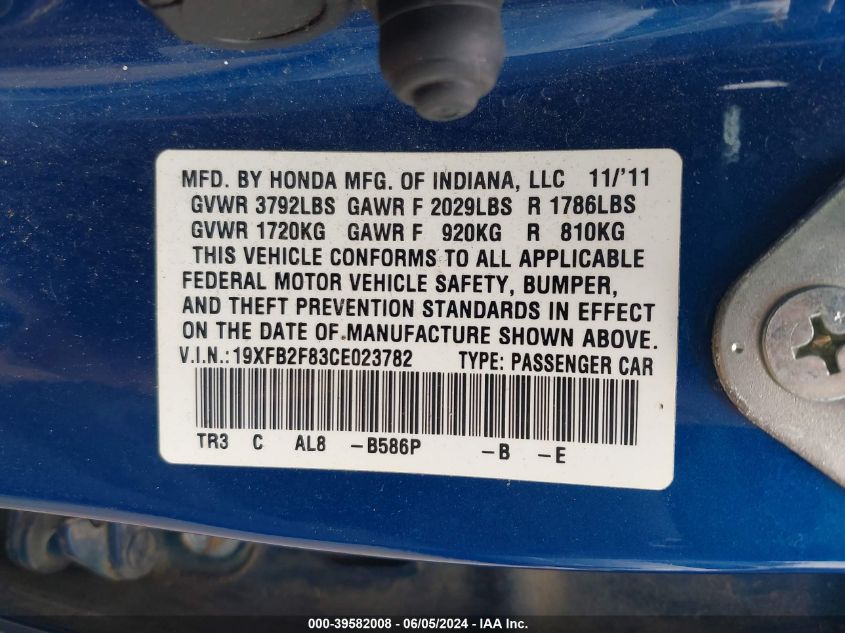 MFD. BY HONDA MFG. OF INDIANA, LLC 11/'11
GVWR 3792LBS GAWR F 2029LBS R 1786LBS
GVWR 1720KG GAWR F 920KG R 810KG
THIS VEHICLE CONFORMS TO ALL APPLICABLE
FEDERAL MOTOR VEHICLE SAFETY, BUMPER,
AND THEFT PREVENTION STANDARDS IN EFFECT
ON THE DATE OF MANUFACTURE SHOWN ABOVE.
V.I.N.: 19XFB2F83CE023782 TYPE: PASSENGER CAR
TR3 C AL8 -B586P -B -E
000-39582008 - 06/05/2024 - IAA Inc.